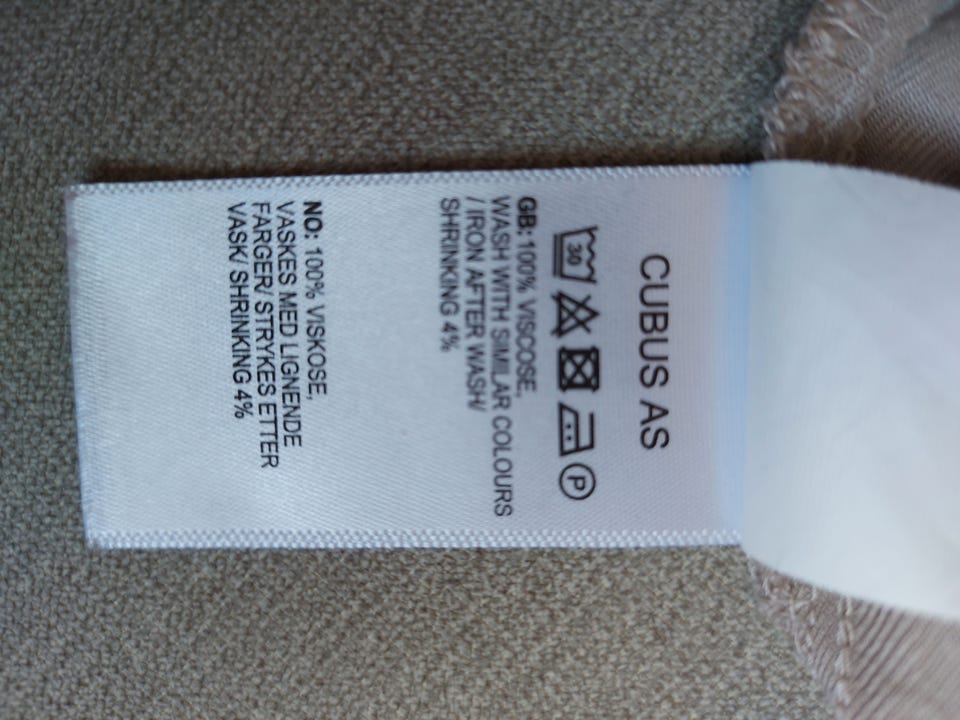 CUBUS AS
30
P
GB: 100% VISCOSE,
WASH WITH SIMILAR COLOURS
/ IRON AFTER WASH/
SHRINKING 4%
NO: 100% VISKOSE,
VASKES MED LIGNENDE
FARGER/ STRYKES ETTER
VASK/ SHRINKING 4%